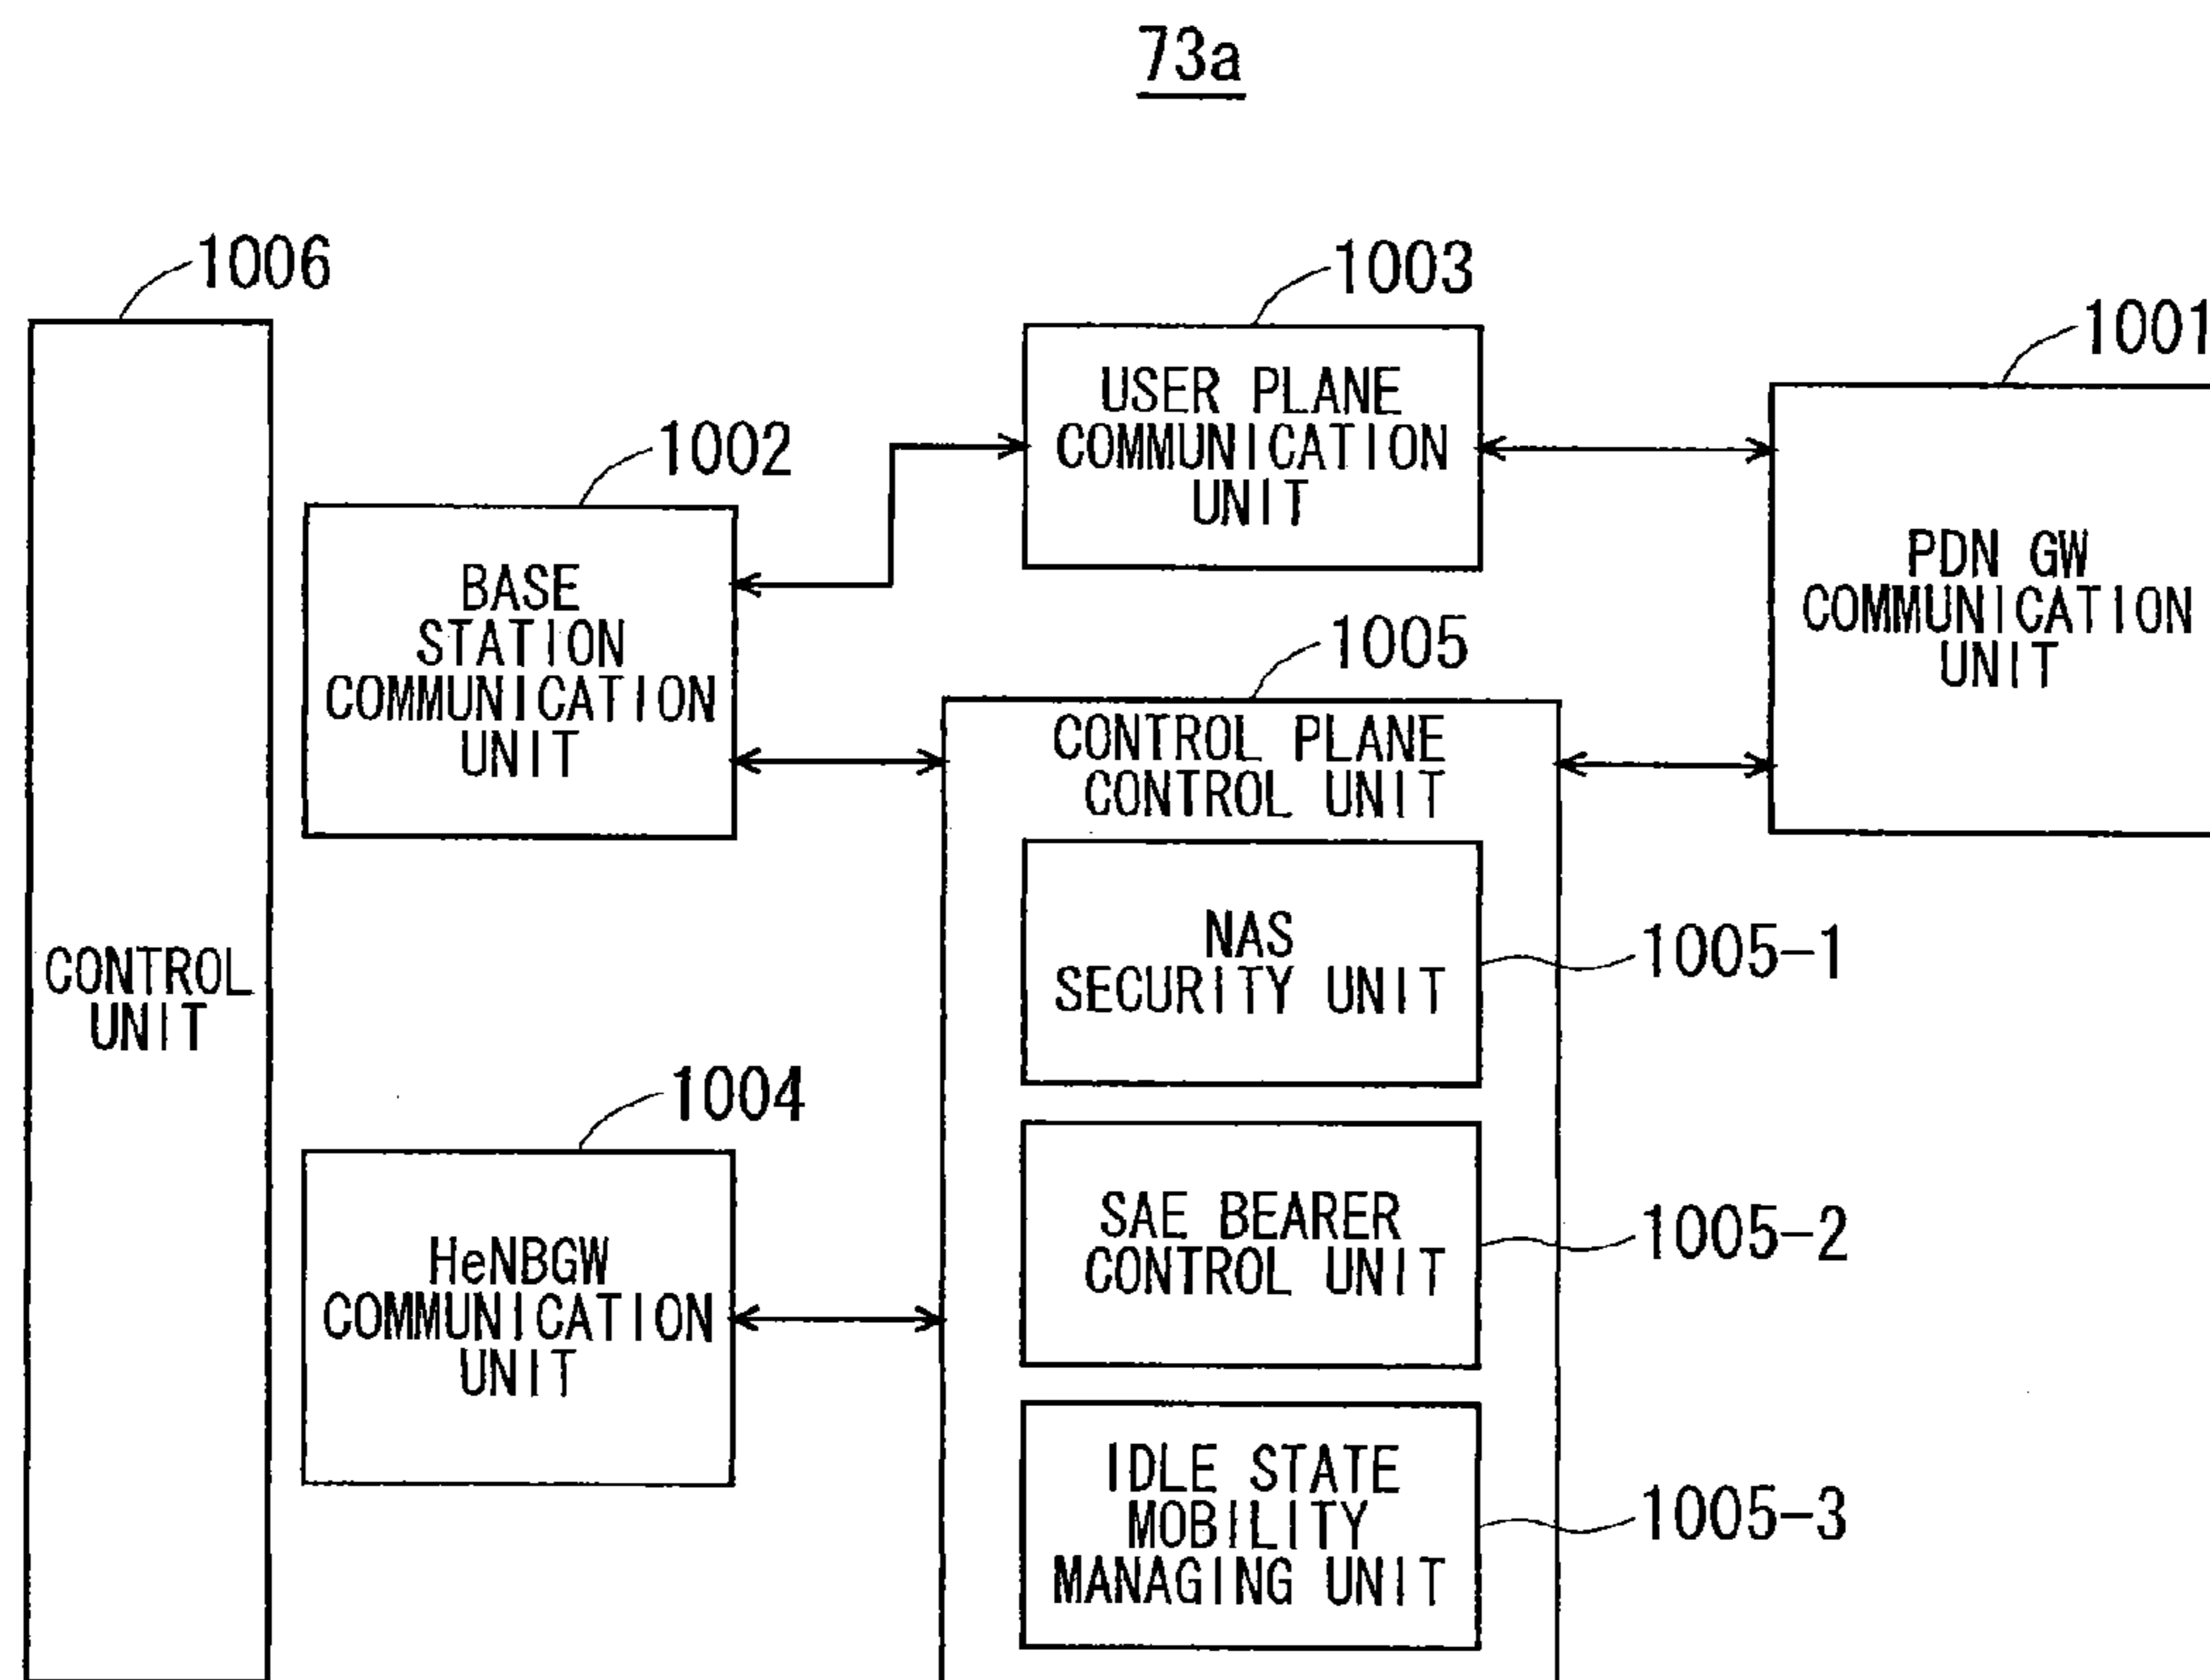 73a
1006
1003
1001
1002
USER PLANE
COMMUNICATION
UNIT
PDN GW
COMMUNICATION
UNIT
BASE
STATION
COMMUNICATION
UNIT
1005
CONTROL PLANE
CONTROL UNIT
CONTROL
UNIT
NAS
SECURITY UNIT
1005-1
1004
HeNBGW
COMMUNICATION
UNIT
SAE BEARER
CONTROL UNIT
1005-2
IDLE STATE
MOBILITY
MANAGING UNIT
1005-3